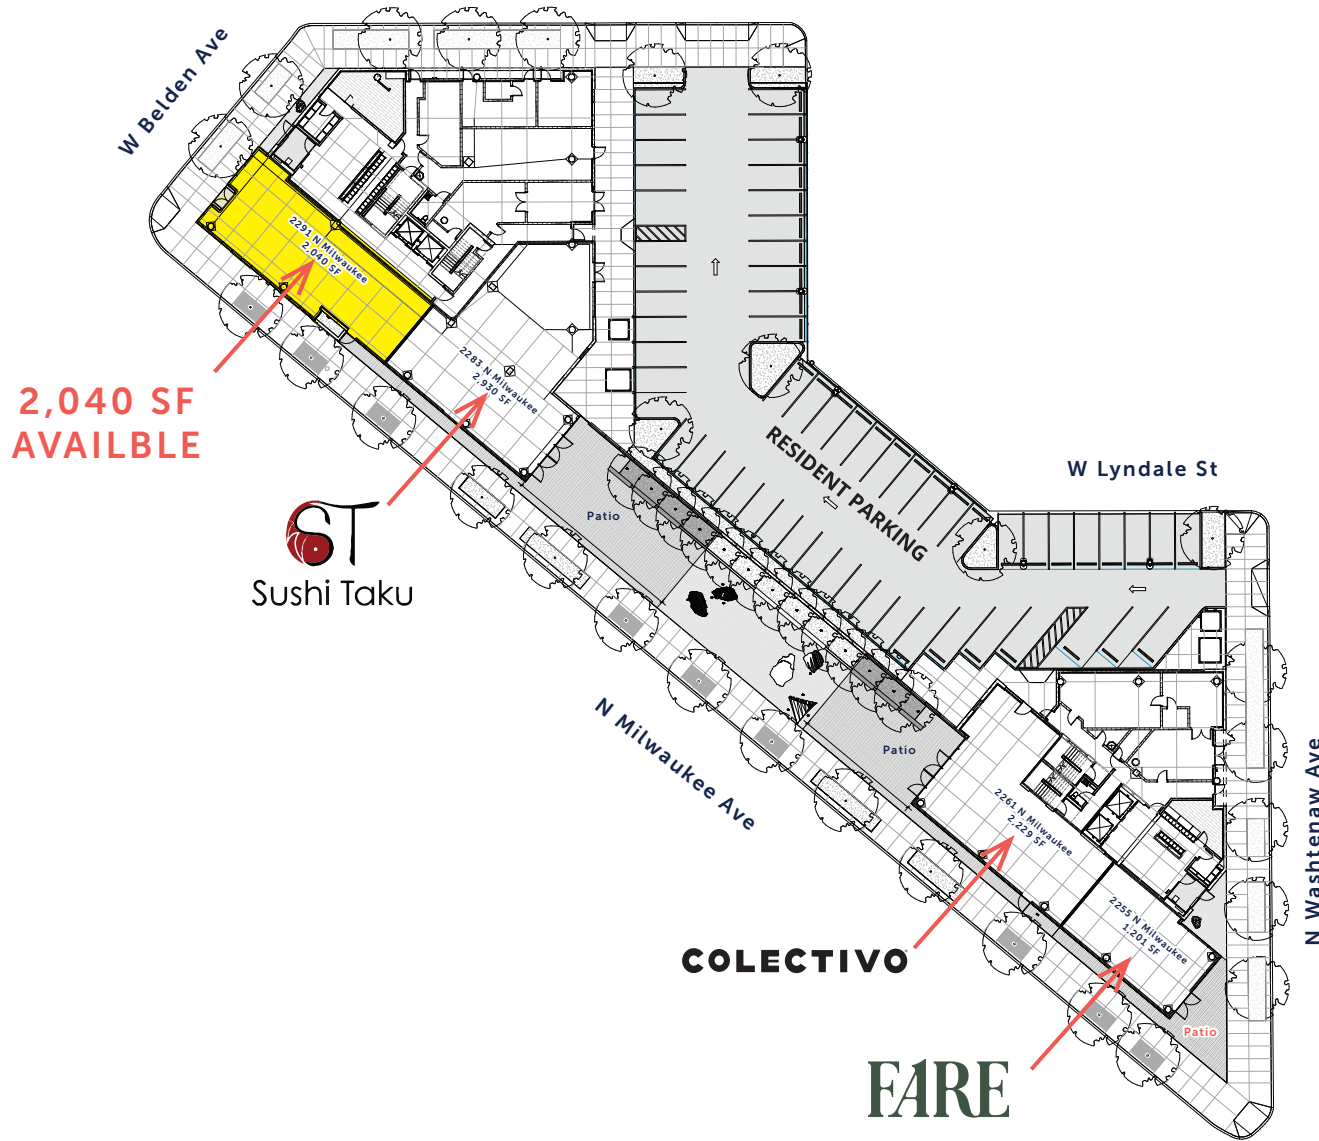 W Belden Ave
2291 N Milwaukee
2,040 SF
2,040 SF
AVAILBLE
2283 N Milwaukee
2,930 SF
ST
Sushi Taku
RESIDENT PARKING
W Lyndale St
Patio
N Milwaukee Ave
Patio
N Washtenaw Ave
2261 N Milwaukee
2,229 SF
2255 N Milwaukee
1,201 SF
COLECTIVO
Patio
FARE